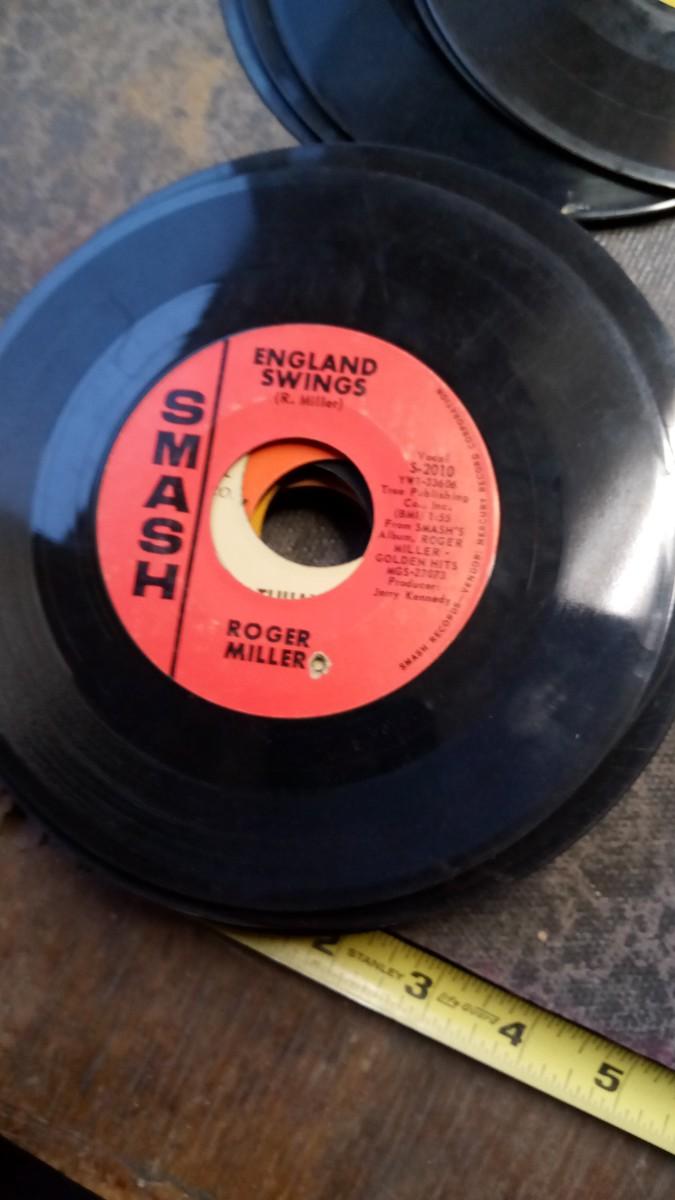 ENGLAND
SWINGS
(R. Miller)
SMASH
Vocal
S-2010
YW1-33606
Tree Publishing
Co., Inc.
(BMI) 1:55
From SMASH'S
Album, ROGER
MILLER -
GOLDEN HITS
MGS-27073
Producer:
Jerry Kennedy
ROGER
MILLER
SMASH RECORDS—VENDOR: MERCURY RECORD CORPORATION
2 STANLEY 3 4 5